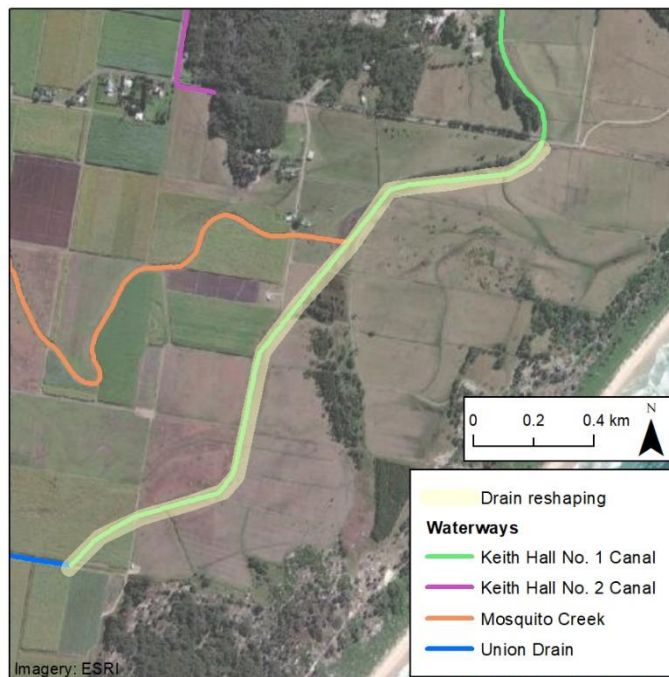 0 0.2 0.4 km
N
Drain reshaping
Waterways
Keith Hall No. 1 Canal
Keith Hall No. 2 Canal
Mosquito Creek
Union Drain
Imagery: ESRI